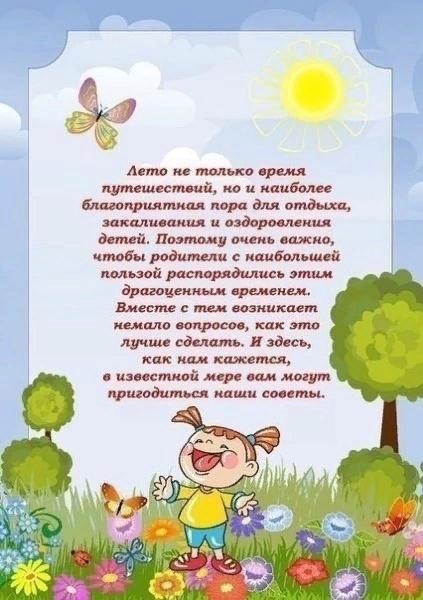 Лето не только время
путешествий, но и наиболее
благоприятная пора для отдыха,
закаливания и оздоровления
детей. Поэтому очень важно,
чтобы родители с наибольшей
пользой распорядились этим
драгоценным временем.
Вместе с тем возникает
немало вопросов, как это
лучше сделать. И здесь,
как нам кажется,
в известной мере вам могут
пригодиться наши советы.